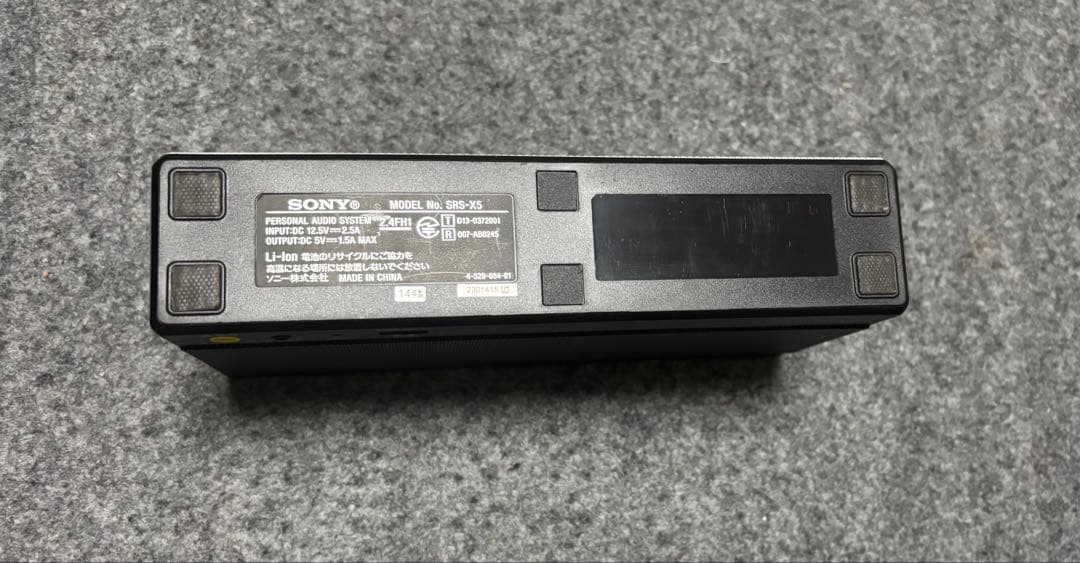 SONY® MODEL No. SRS-X5
PERSONAL AUDIO SYSTEM 2.4FH1
INPUT:DC 12.5V⎓2.5A
OUTPUT:DC 5V⎓1.5A MAX
T D13-0372001
R 007-AB0245
Li-Ion 電池のリサイクルにご協力を
高温になる場所には放置しないでください
ソニー株式会社 MADE IN CHINA
4-529-084-01
14年製
2301415